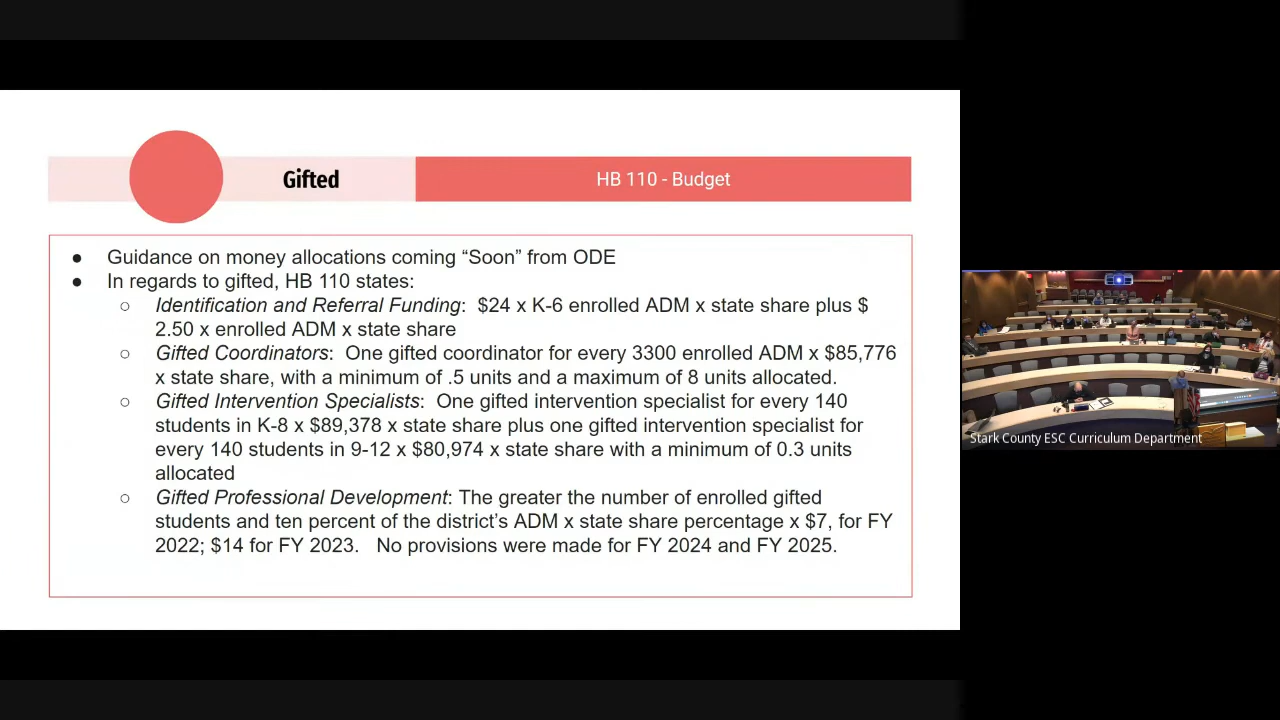 Gifted
HB 110 - Budget
● Guidance on money allocations coming “Soon” from ODE
● In regards to gifted, HB 110 states:
○ Identification and Referral Funding:  $24 x K-6 enrolled ADM x state share plus $
2.50 x enrolled ADM x state share
○ Gifted Coordinators:  One gifted coordinator for every 3300 enrolled ADM x $85,776
x state share, with a minimum of .5 units and a maximum of 8 units allocated.
○ Gifted Intervention Specialists:  One gifted intervention specialist for every 140
students in K-8 x $89,378 x state share plus one gifted intervention specialist for
every 140 students in 9-12 x $80,974 x state share with a minimum of 0.3 units
allocated
○ Gifted Professional Development: The greater the number of enrolled gifted
students and ten percent of the district’s ADM x state share percentage x $7, for FY
2022; $14 for FY 2023.   No provisions were made for FY 2024 and FY 2025.
Stark County ESC Curriculum Department